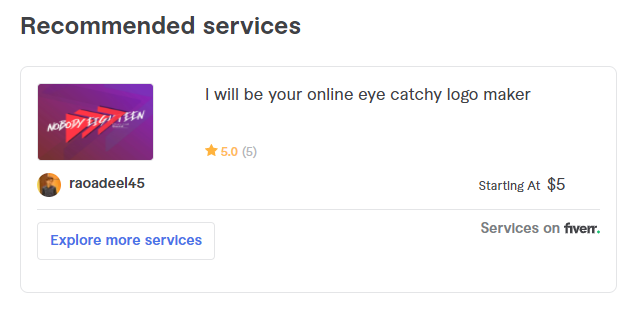 Recommended services
NOBODY EIGHTEEN
I will be your online eye catchy logo maker
5.0 (5)
raoadeel45
Starting At $5
Explore more services
Services on fiverr.